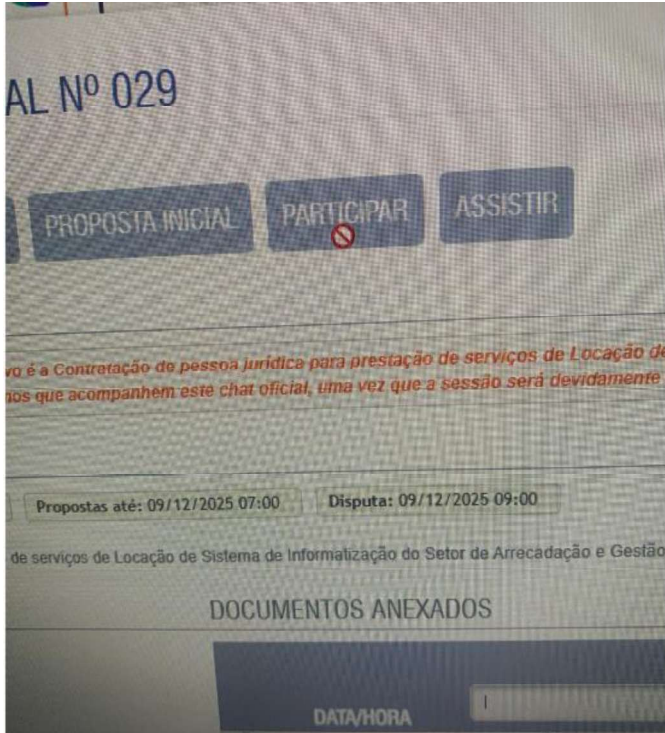 AL Nº 029
PROPOSTA INICIAL
PARTICIPAR
ASSISTIR
vo é a Contratação de pessoa jurídica para prestação de serviços de Locação de
nos que acompanhem este chat oficial, uma vez que a sessão será devidamente
Propostas até: 09/12/2025 07:00
Disputa: 09/12/2025 09:00
de serviços de Locação de Sistema de Informatização do Setor de Arrecadação e Gestão
DOCUMENTOS ANEXADOS
DATA/HORA